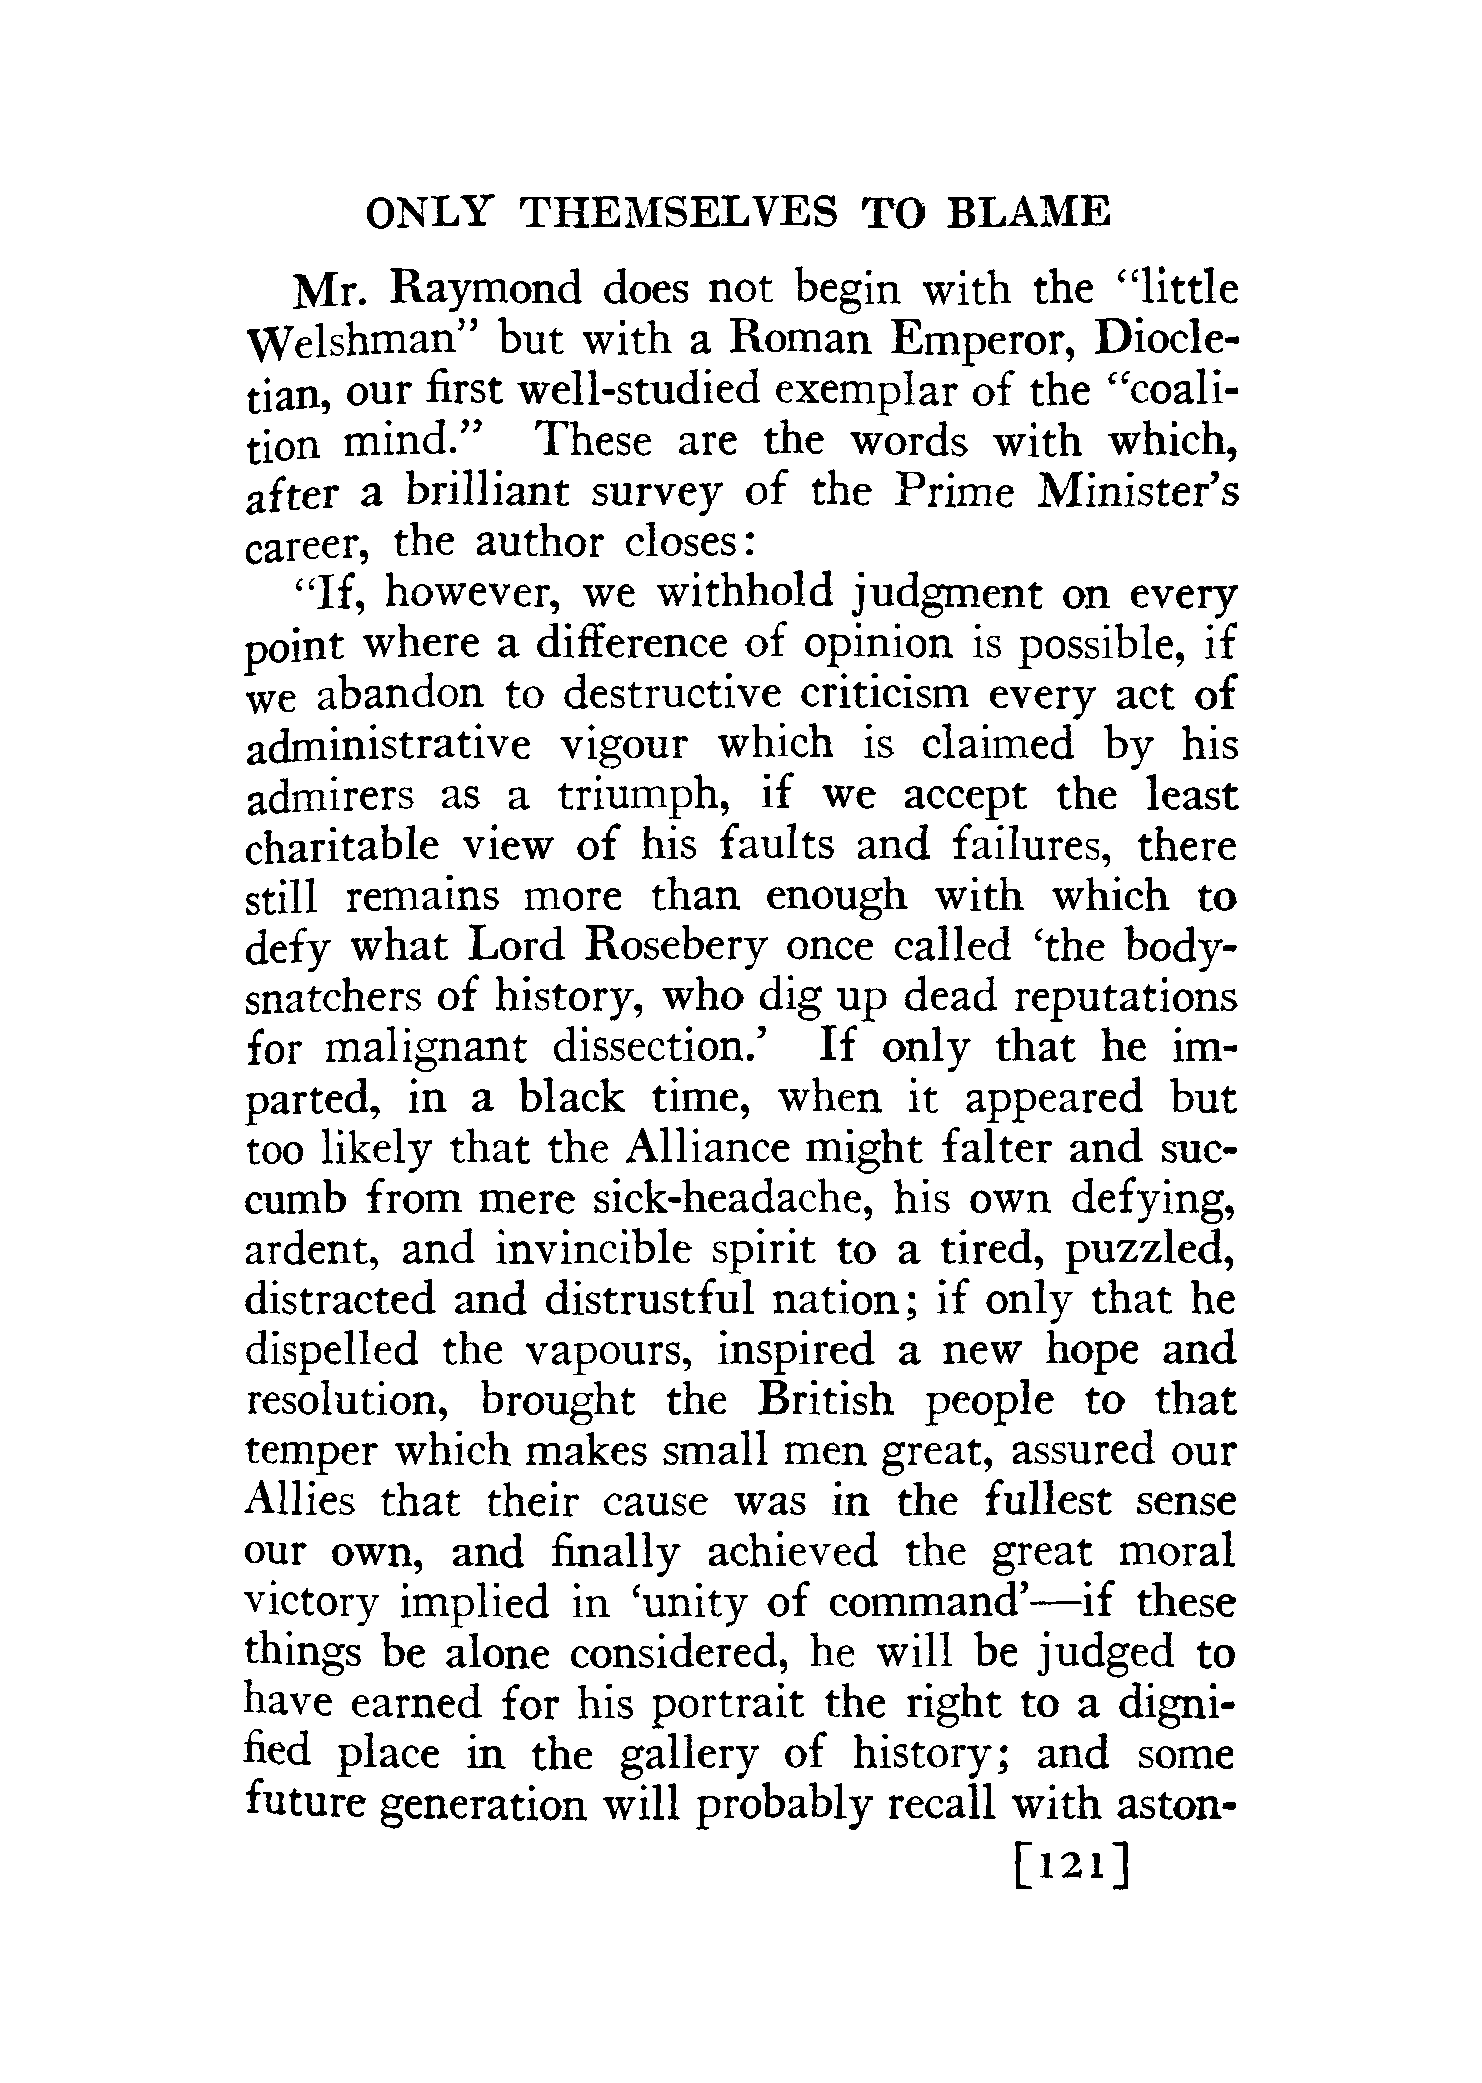 ONLY THEMSELVES TO BLAME
Mr. Raymond does not begin with the “little
Welshman” but with a Roman Emperor, Diocle-
tian, our first well-studied exemplar of the “coali-
tion mind.” These are the words with which,
after a brilliant survey of the Prime Minister’s
career, the author closes:
“If, however, we withhold judgment on every
point where a difference of opinion is possible, if
we abandon to destructive criticism every act of
administrative vigour which is claimed by his
admirers as a triumph, if we accept the least
charitable view of his faults and failures, there
still remains more than enough with which to
defy what Lord Rosebery once called ‘the body-
snatchers of history, who dig up dead reputations
for malignant dissection.’ If only that he im-
parted, in a black time, when it appeared but
too likely that the Alliance might falter and suc-
cumb from mere sick-headache, his own defying,
ardent, and invincible spirit to a tired, puzzled,
distracted and distrustful nation; if only that he
dispelled the vapours, inspired a new hope and
resolution, brought the British people to that
temper which makes small men great, assured our
Allies that their cause was in the fullest sense
our own, and finally achieved the great moral
victory implied in ‘unity of command’—if these
things be alone considered, he will be judged to
have earned for his portrait the right to a digni-
fied place in the gallery of history; and some
future generation will probably recall with aston-
[121]